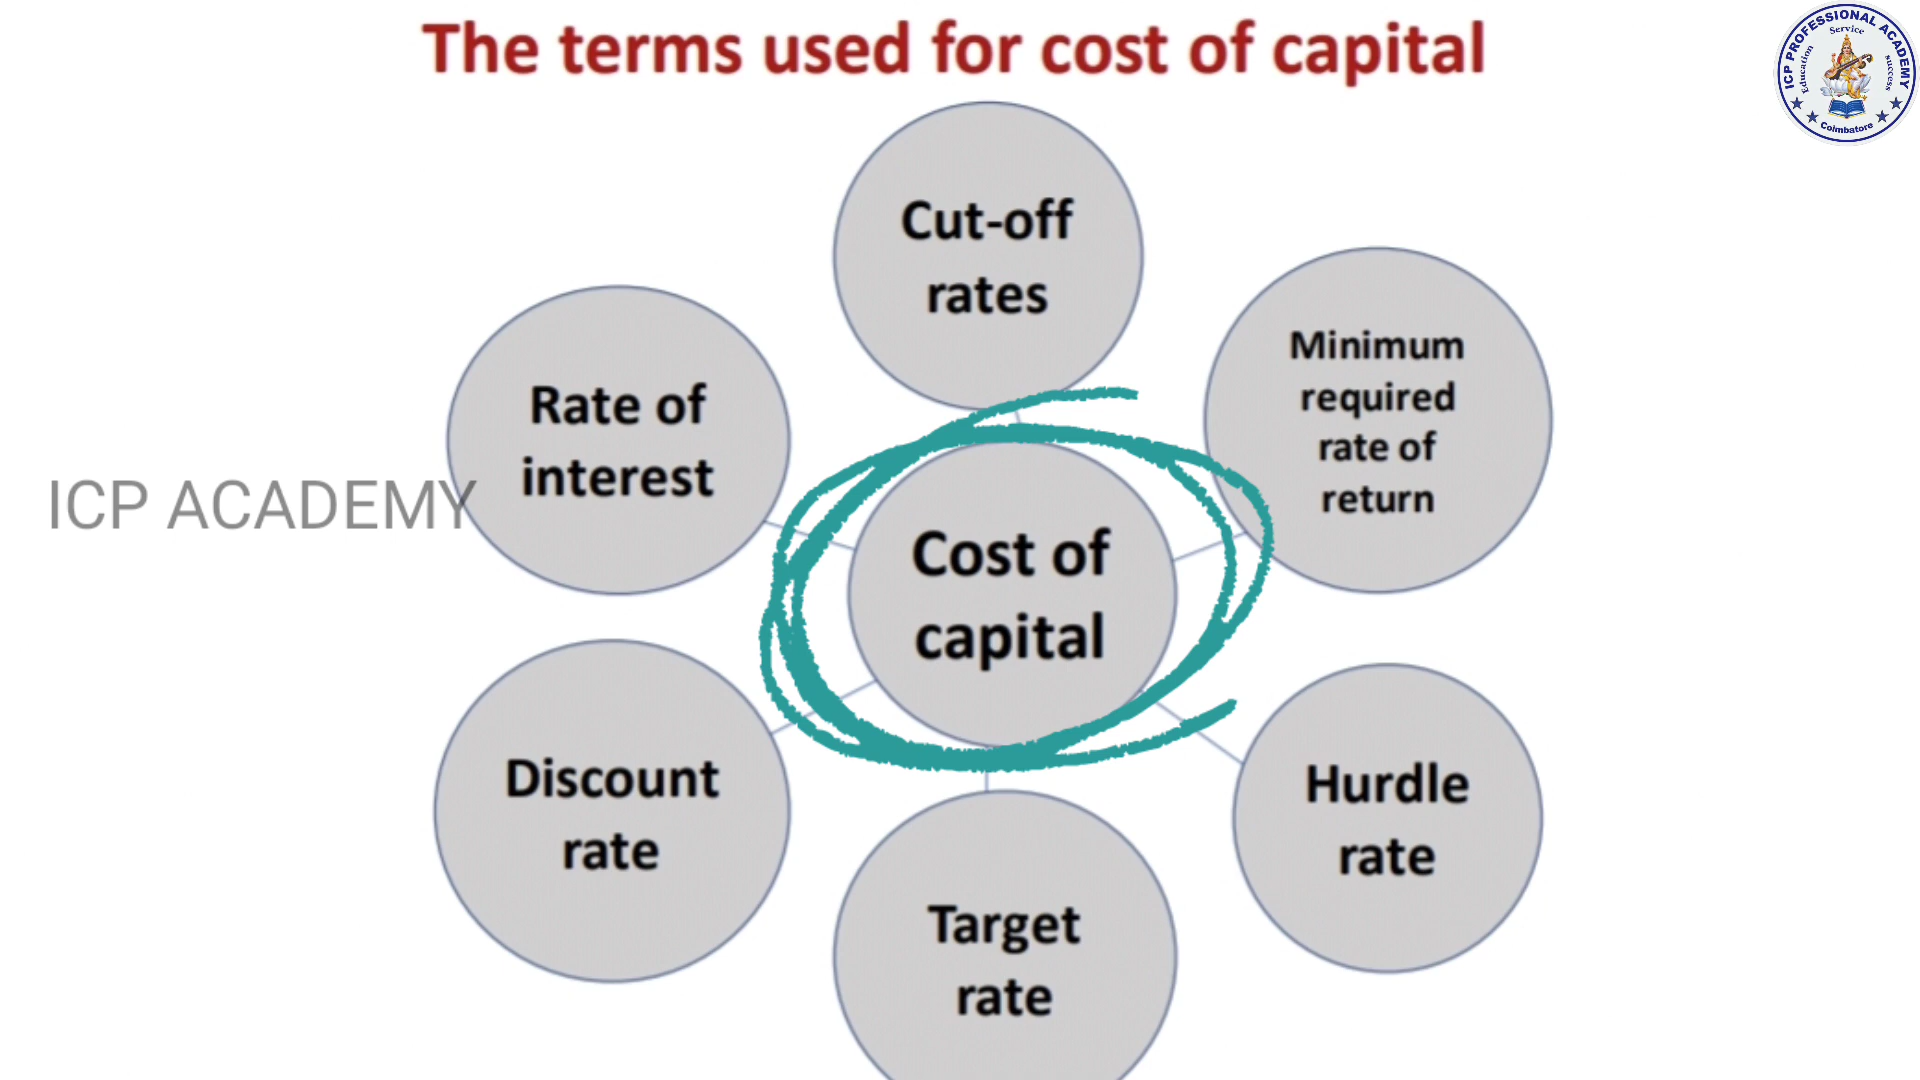 The terms used for cost of capital
ICP PROFESSIONAL ACADEMY
Service
Education
success
Coimbatore
Cut-off
rates
Minimum
required
rate of
return
Rate of
interest
ICP ACADEMY
Cost of
capital
Discount
rate
Hurdle
rate
Target
rate